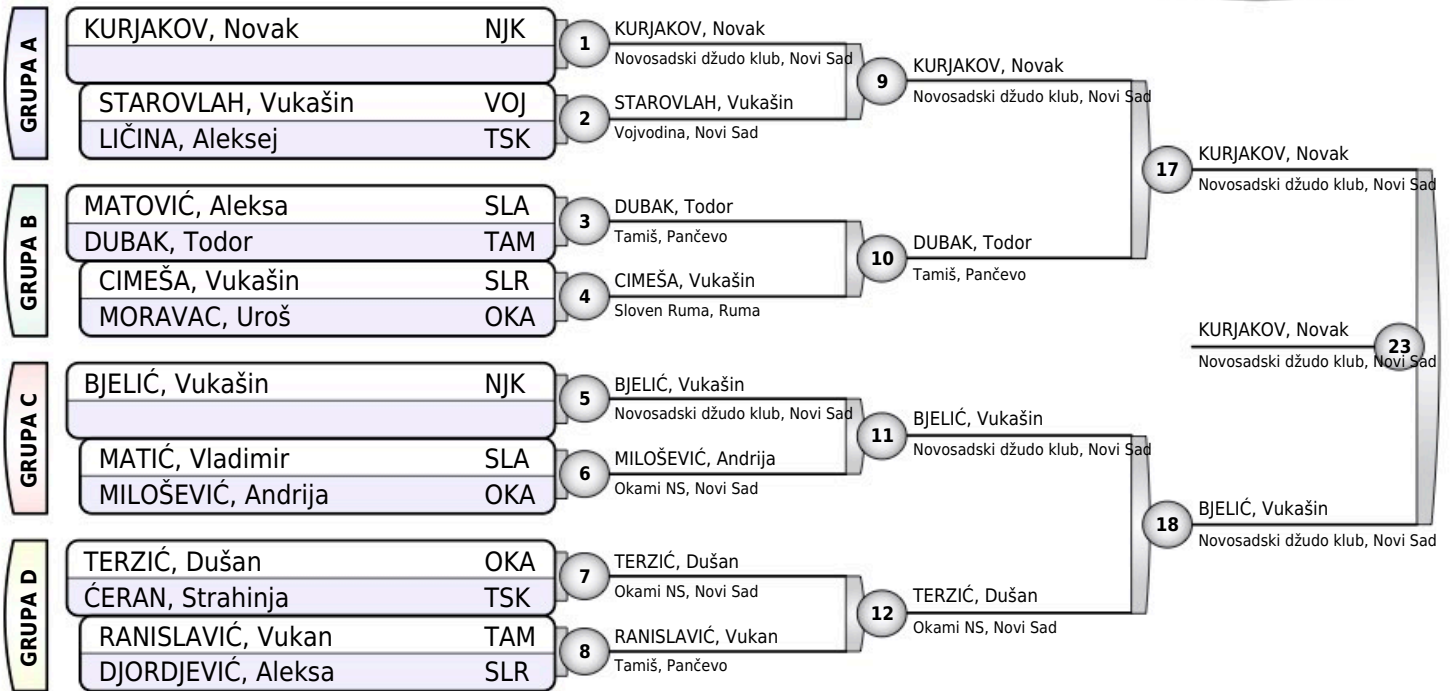 GRUPA A
KURJAKOV, Novak NJK
STAROVLAH, Vukašin VOJ
LIČINA, Aleksej TSK
GRUPA B
MATOVIĆ, Aleksa SLA
DUBAK, Todor TAM
CIMEŠA, Vukašin SLR
MORAVAC, Uroš OKA
GRUPA C
BJELIĆ, Vukašin NJK
MATIĆ, Vladimir SLA
MILOŠEVIĆ, Andrija OKA
GRUPA D
TERZIĆ, Dušan OKA
ĆERAN, Strahinja TSK
RANISLAVIĆ, Vukan TAM
DJORDJEVIĆ, Aleksa SLR
1
KURJAKOV, Novak
Novosadski džudo klub, Novi Sad
2
STAROVLAH, Vukašin
Vojvodina, Novi Sad
3
DUBAK, Todor
Tamiš, Pančevo
4
CIMEŠA, Vukašin
Sloven Ruma, Ruma
5
BJELIĆ, Vukašin
Novosadski džudo klub, Novi Sad
6
MILOŠEVIĆ, Andrija
Okami NS, Novi Sad
7
TERZIĆ, Dušan
Okami NS, Novi Sad
8
RANISLAVIĆ, Vukan
Tamiš, Pančevo
9
KURJAKOV, Novak
Novosadski džudo klub, Novi Sad
10
DUBAK, Todor
Tamiš, Pančevo
11
BJELIĆ, Vukašin
Novosadski džudo klub, Novi Sad
12
TERZIĆ, Dušan
Okami NS, Novi Sad
17
KURJAKOV, Novak
Novosadski džudo klub, Novi Sad
18
BJELIĆ, Vukašin
Novosadski džudo klub, Novi Sad
KURJAKOV, Novak
23
Novosadski džudo klub, Novi Sad